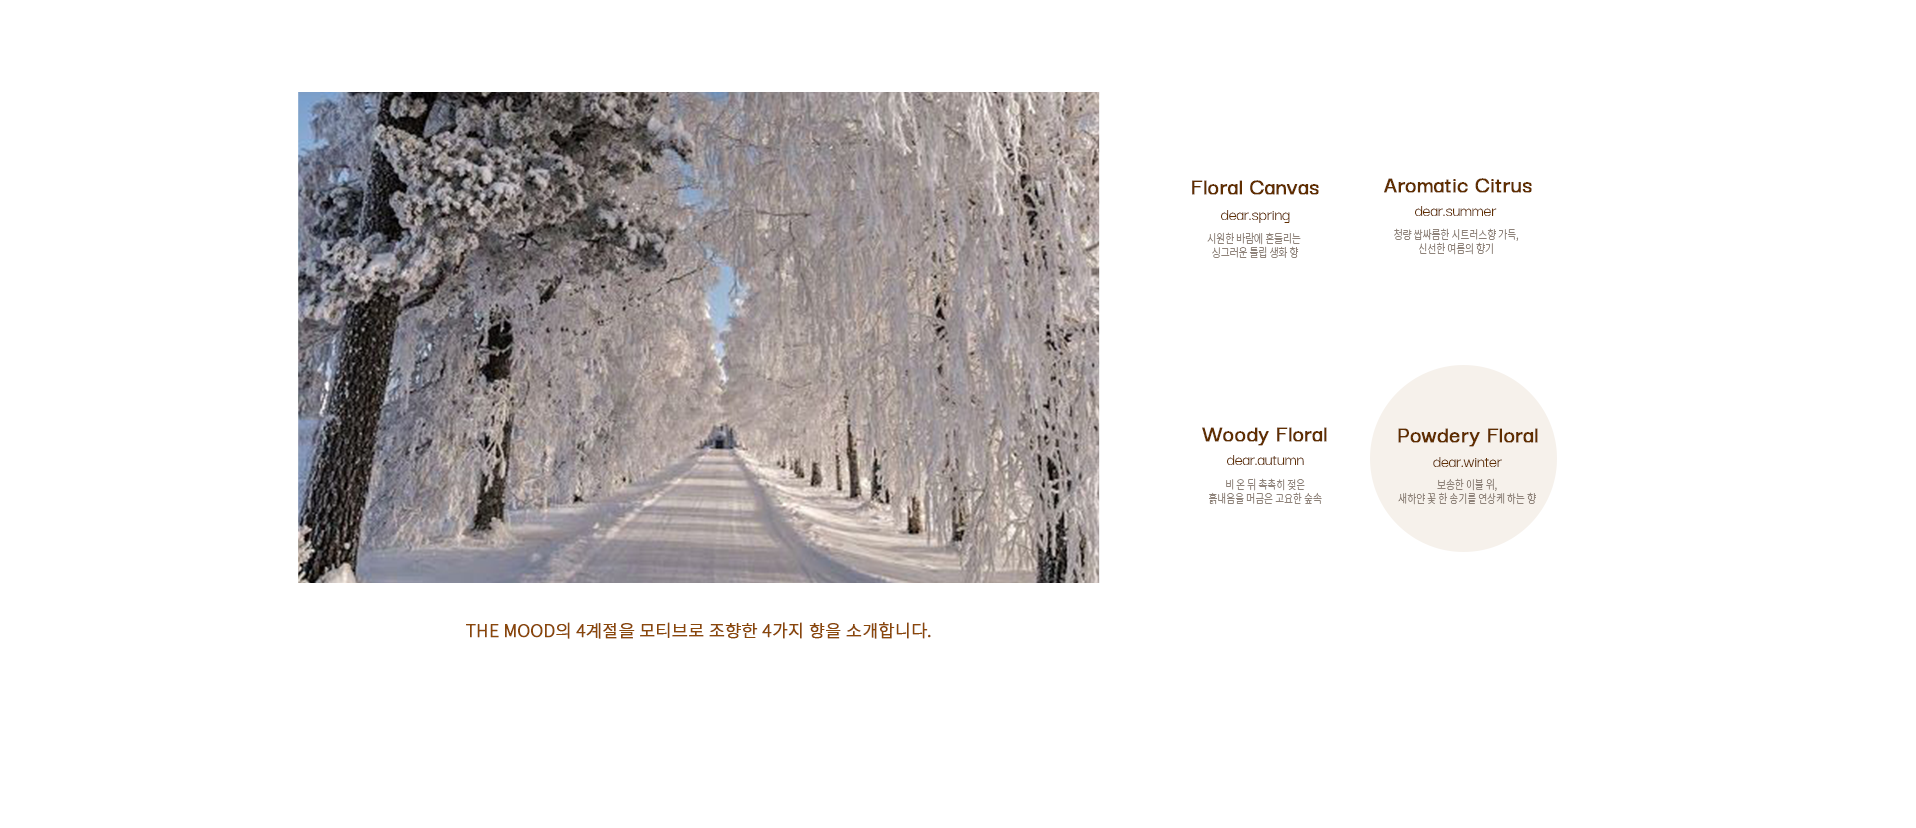 Floral Canvas
dear.spring
시원한 바람에 흔들리는
싱그러운 튤립 생화 향
Aromatic Citrus
dear.summer
청량 쌉싸름한 시트러스향 가득,
신선한 여름의 향기
Woody Floral
dear.autumn
비 온 뒤 촉촉히 젖은
흙내음을 머금은 고요한 숲속
Powdery Floral
dear.winter
보송한 이불 위,
새하얀 꽃 한 송기를 연상케 하는 향
THE MOOD의 4계절을 모티브로 조향한 4가지 향을 소개합니다.